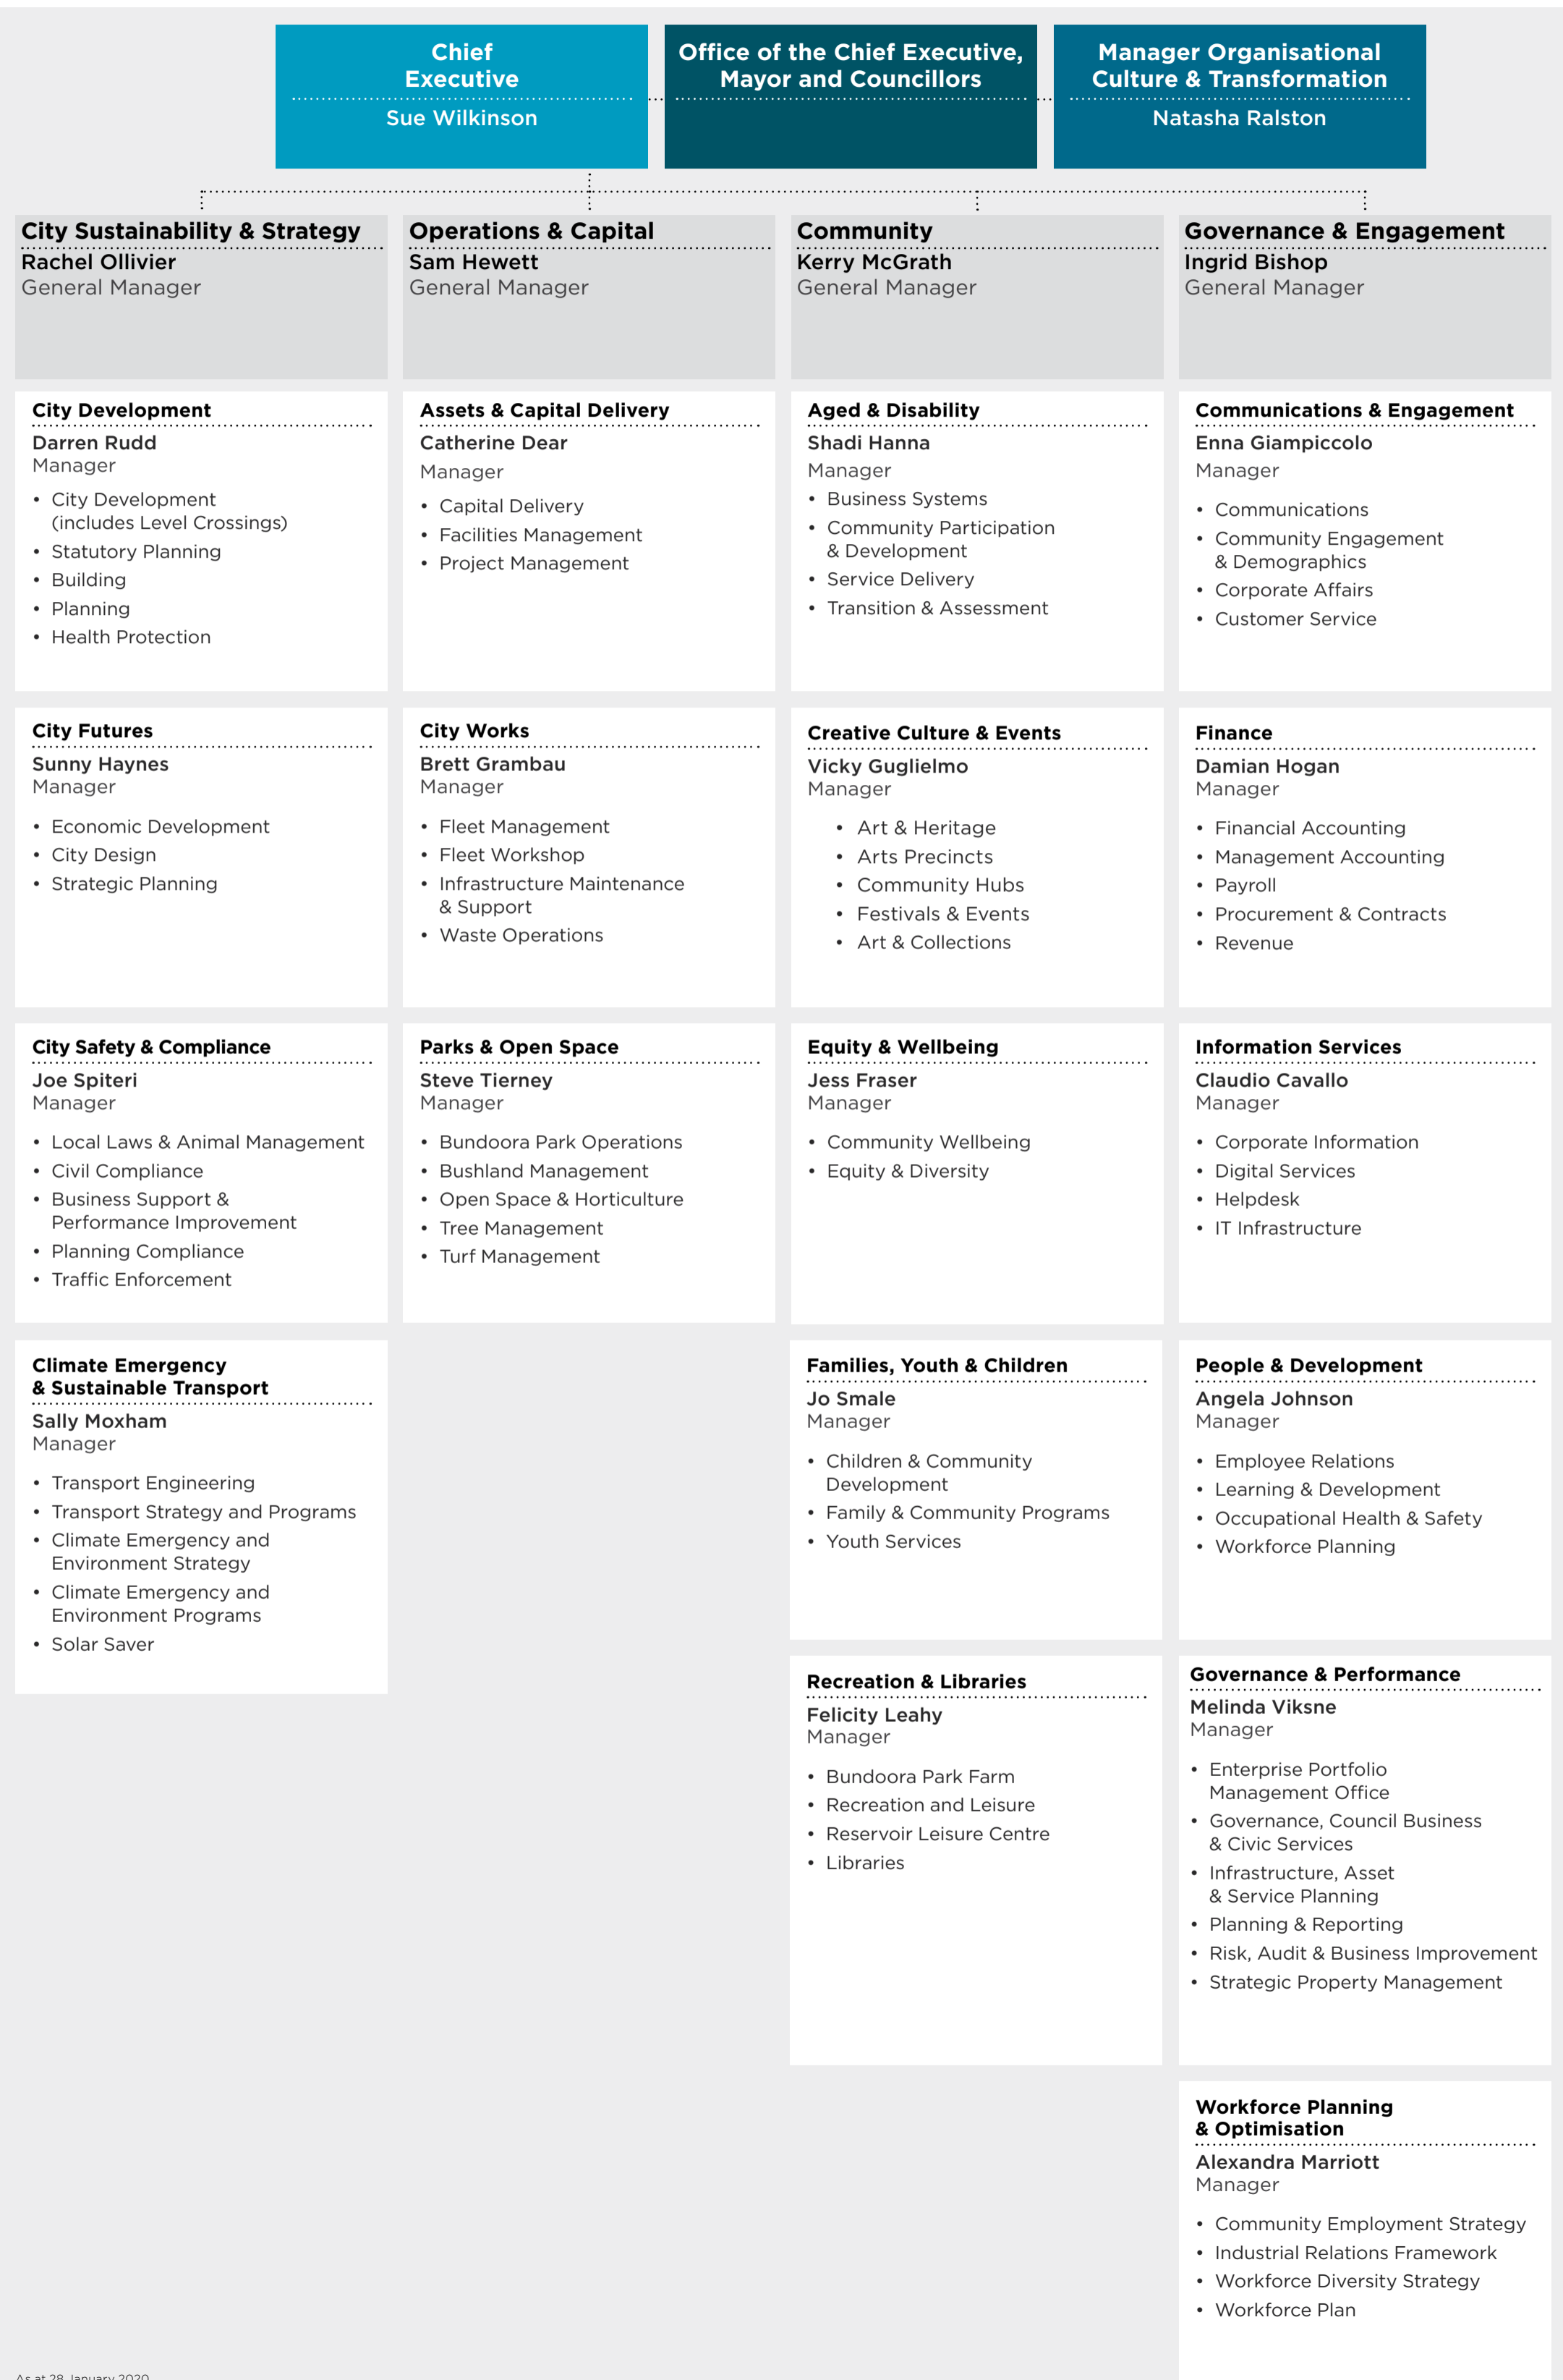 Chief
Executive
Sue Wilkinson
Office of the Chief Executive,
Mayor and Councillors
Manager Organisational
Culture & Transformation
Natasha Ralston
City Sustainability & Strategy
Rachel Ollivier
General Manager
City Development
Darren Rudd
Manager
• City Development
(includes Level Crossings)
• Statutory Planning
• Building
• Planning
• Health Protection
City Futures
Sunny Haynes
Manager
• Economic Development
• City Design
• Strategic Planning
City Safety & Compliance
Joe Spiteri
Manager
• Local Laws & Animal Management
• Civil Compliance
• Business Support &
Performance Improvement
• Planning Compliance
• Traffic Enforcement
Climate Emergency
& Sustainable Transport
Sally Moxham
Manager
• Transport Engineering
• Transport Strategy and Programs
• Climate Emergency and
Environment Strategy
• Climate Emergency and
Environment Programs
• Solar Saver
Operations & Capital
Sam Hewett
General Manager
Assets & Capital Delivery
Catherine Dear
Manager
• Capital Delivery
• Facilities Management
• Project Management
City Works
Brett Grambau
Manager
• Fleet Management
• Fleet Workshop
• Infrastructure Maintenance
& Support
• Waste Operations
Parks & Open Space
Steve Tierney
Manager
• Bundoora Park Operations
• Bushland Management
• Open Space & Horticulture
• Tree Management
• Turf Management
Community
Kerry McGrath
General Manager
Aged & Disability
Shadi Hanna
Manager
• Business Systems
• Community Participation
& Development
• Service Delivery
• Transition & Assessment
Creative Culture & Events
Vicky Guglielmo
Manager
• Art & Heritage
• Arts Precincts
• Community Hubs
• Festivals & Events
• Art & Collections
Equity & Wellbeing
Jess Fraser
Manager
• Community Wellbeing
• Equity & Diversity
Families, Youth & Children
Jo Smale
Manager
• Children & Community
Development
• Family & Community Programs
• Youth Services
Recreation & Libraries
Felicity Leahy
Manager
• Bundoora Park Farm
• Recreation and Leisure
• Reservoir Leisure Centre
• Libraries
Governance & Engagement
Ingrid Bishop
General Manager
Communications & Engagement
Enna Giampiccolo
Manager
• Communications
• Community Engagement
& Demographics
• Corporate Affairs
• Customer Service
Finance
Damian Hogan
Manager
• Financial Accounting
• Management Accounting
• Payroll
• Procurement & Contracts
• Revenue
Information Services
Claudio Cavallo
Manager
• Corporate Information
• Digital Services
• Helpdesk
• IT Infrastructure
People & Development
Angela Johnson
Manager
• Employee Relations
• Learning & Development
• Occupational Health & Safety
• Workforce Planning
Governance & Performance
Melinda Viksne
Manager
• Enterprise Portfolio
Management Office
• Governance, Council Business
& Civic Services
• Infrastructure, Asset
& Service Planning
• Planning & Reporting
• Risk, Audit & Business Improvement
• Strategic Property Management
Workforce Planning
& Optimisation
Alexandra Marriott
Manager
• Community Employment Strategy
• Industrial Relations Framework
• Workforce Diversity Strategy
• Workforce Plan
As at 28 January 2020